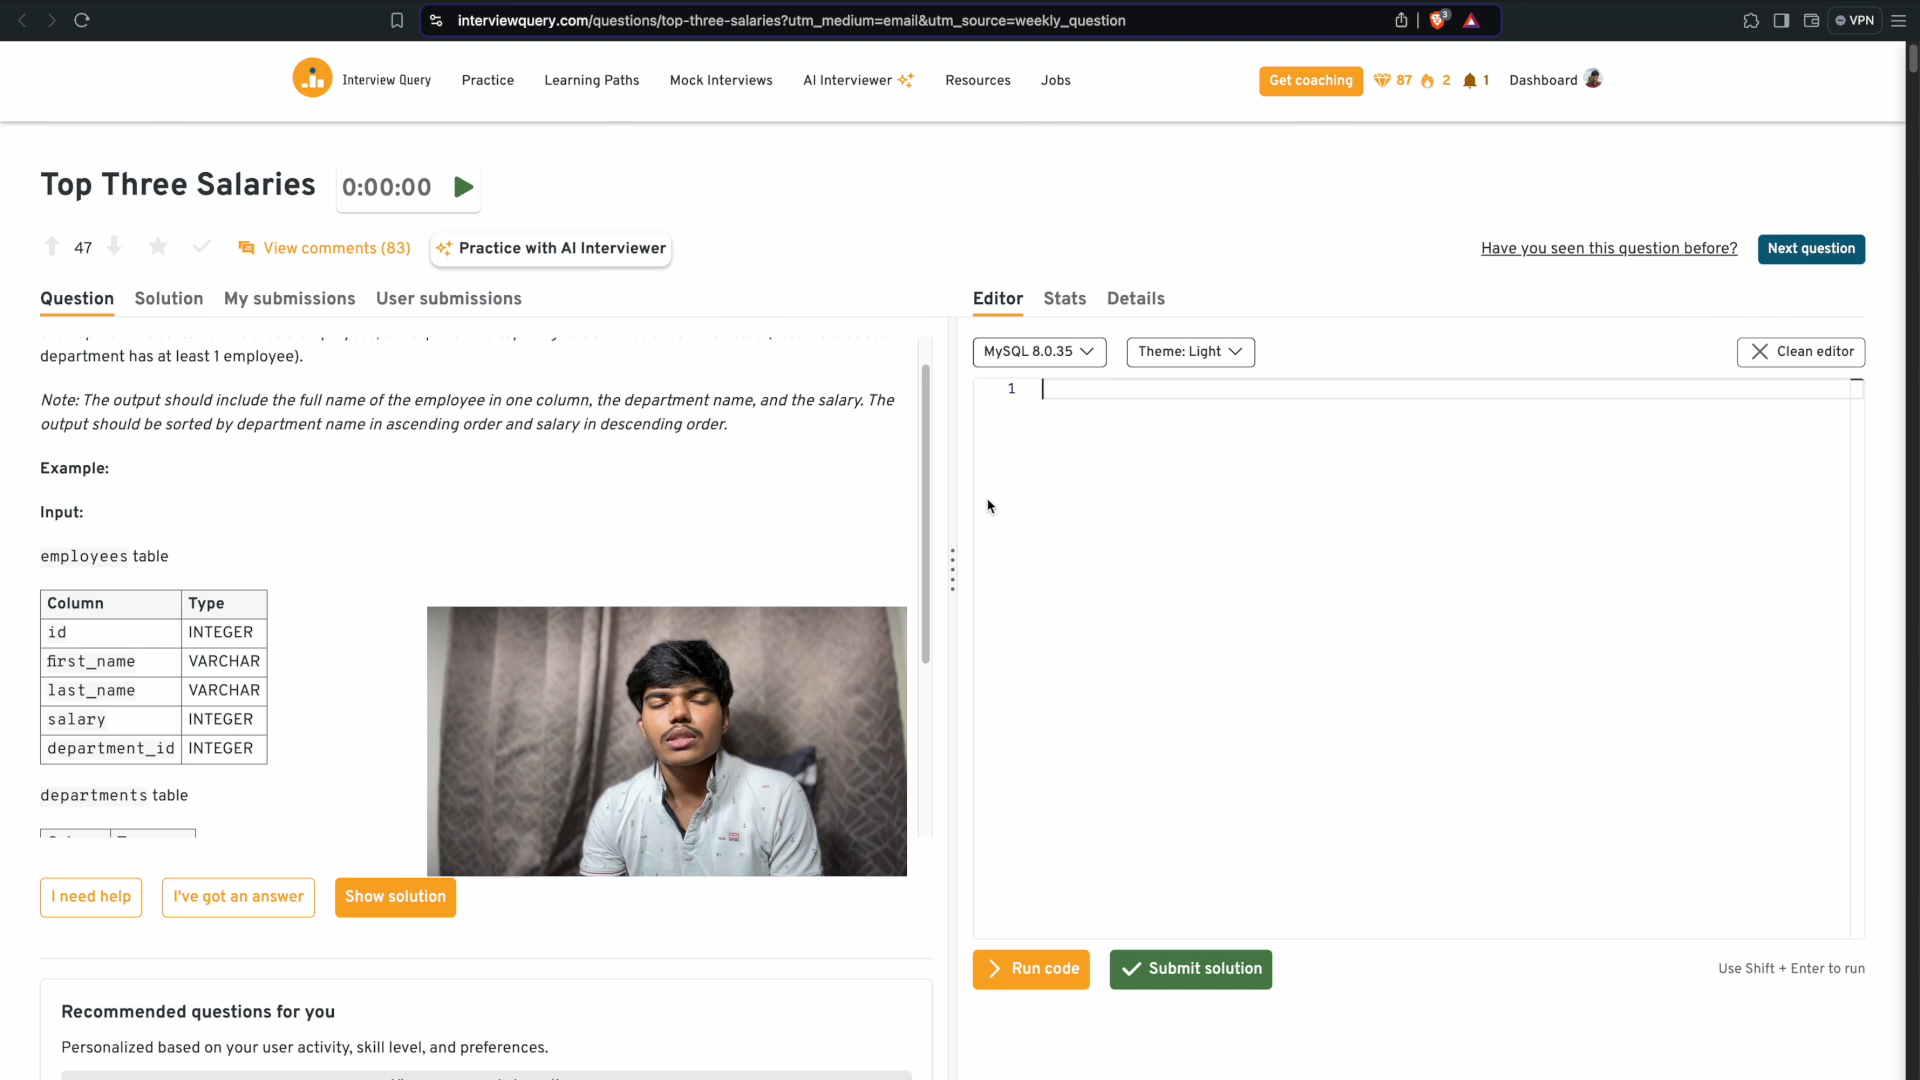 interviewquery.com/questions/top-three-salaries?utm_medium=email&utm_source=weekly_question
3
VPN
Interview Query
Practice
Learning Paths
Mock Interviews
AI Interviewer
Resources
Jobs
Get coaching
87
2
1
Dashboard
Top Three Salaries
0:00:00
47
View comments (83)
Practice with AI Interviewer
Have you seen this question before?
Next question
Question
Solution
My submissions
User submissions
department has at least 1 employee).
Note: The output should include the full name of the employee in one column, the department name, and the salary. The
output should be sorted by department name in ascending order and salary in descending order.
Example:
Input:
employees table
Column Type
id INTEGER
first_name VARCHAR
last_name VARCHAR
salary INTEGER
department_id INTEGER
departments table
I need help
I've got an answer
Show solution
Recommended questions for you
Personalized based on your user activity, skill level, and preferences.
Editor
Stats
Details
MySQL 8.0.35
Theme: Light
Clean editor
1
Run code
Submit solution
Use Shift + Enter to run